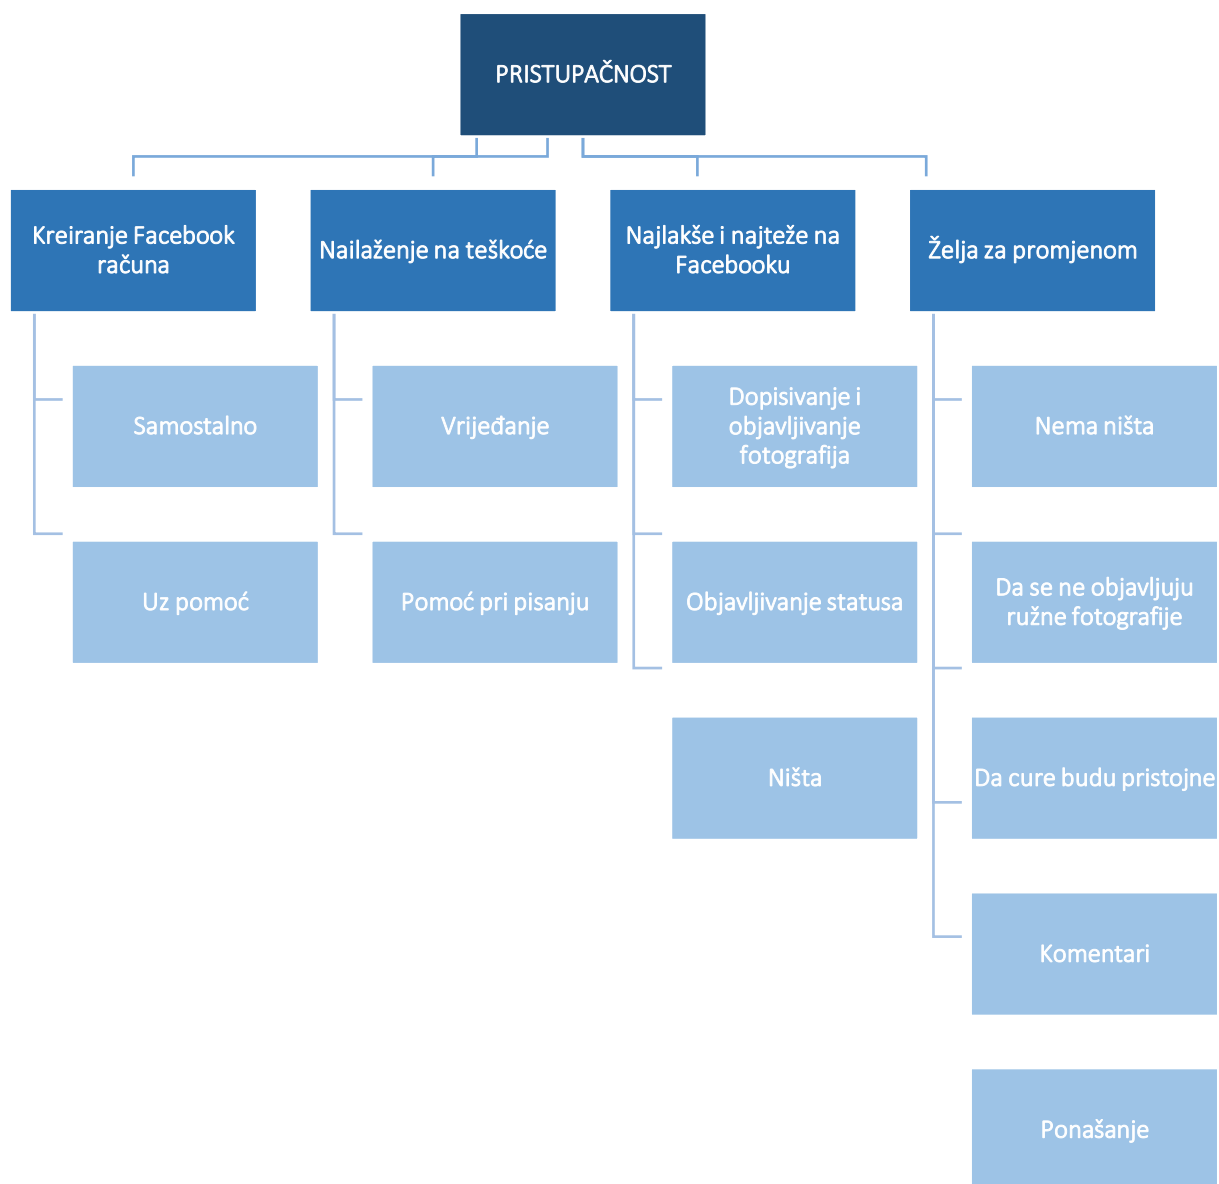 PRISTUPAČNOST
Kreiranje Facebook
računa
Nailaženje na teškoće
Najlakše i najteže na
Facebooku
Želja za promjenom
Samostalno
Vrijeđanje
Dopisivanje i
objavljivanje
fotografija
Nema ništa
Uz pomoć
Pomoć pri pisanju
Objavljivanje statusa
Da se ne objavljuju
ružne fotografije
Ništa
Da cure budu pristojne
Komentari
Ponašanje